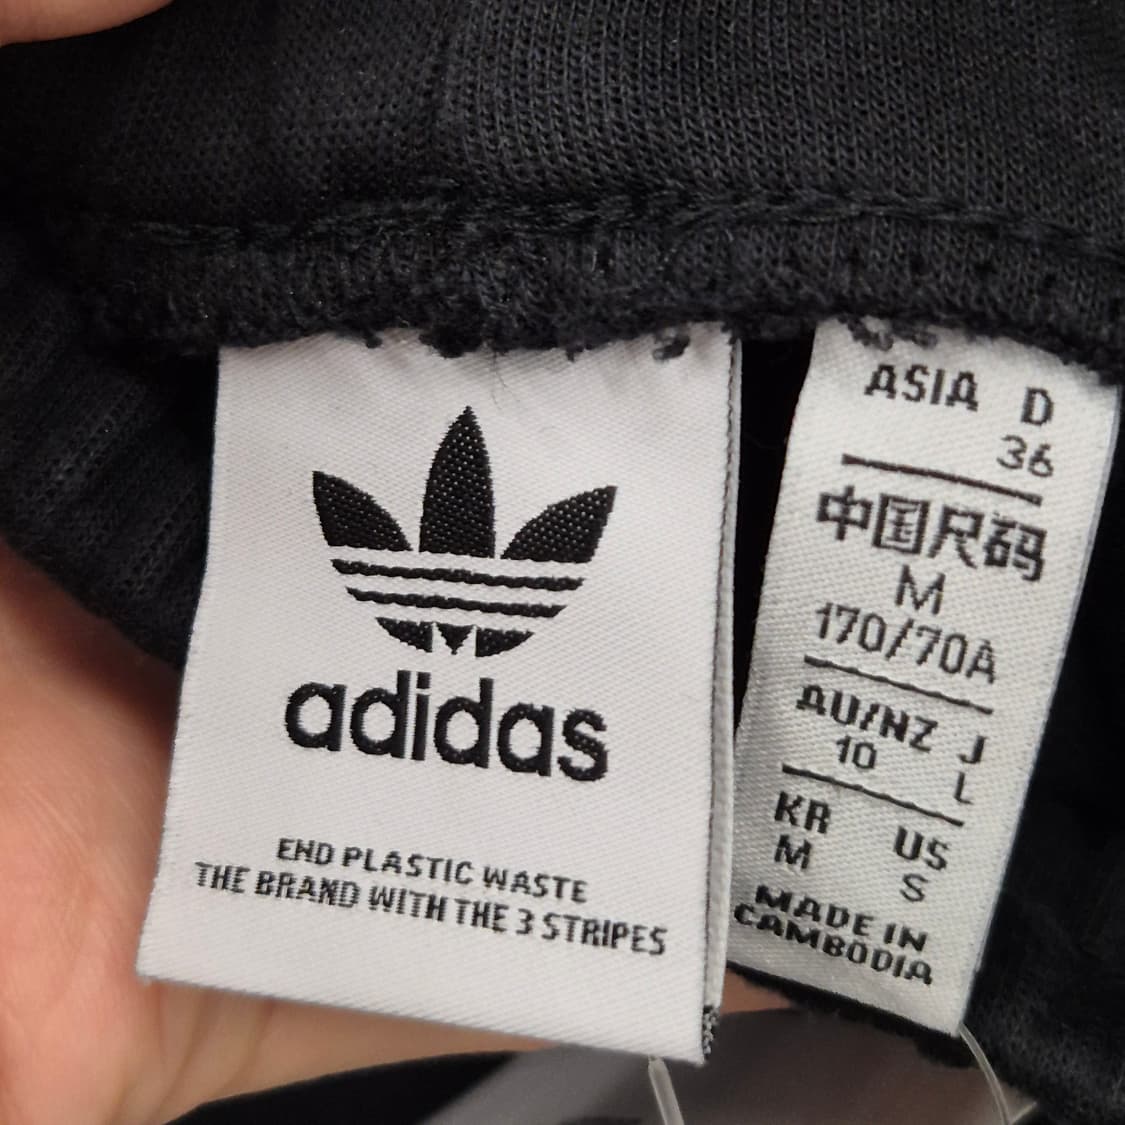 adidas
END PLASTIC WASTE
THE BRAND WITH THE 3 STRIPES
ASIA D
36
中国尺码
M
170/70A
AU/NZ J
10 L
KR US
M S
MADE IN
CAMBODIA